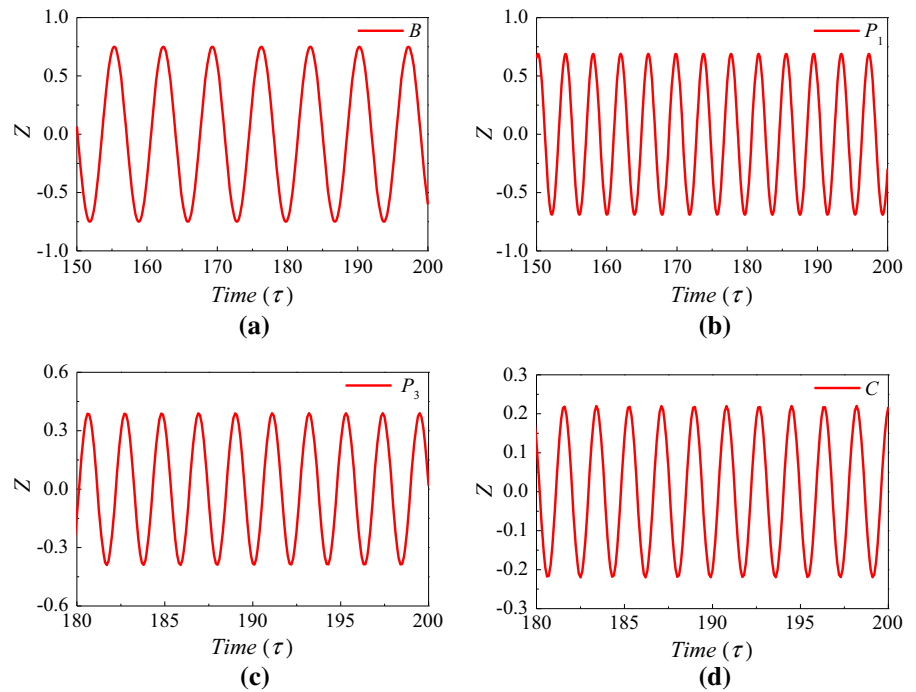 1.0
0.5
0.0
-0.5
-1.0
Z
B
150 160 170 180 190 200
Time (τ)
(a)
1.0
0.5
0.0
-0.5
-1.0
Z
P₁
150 160 170 180 190 200
Time (τ)
(b)
0.6
0.3
0.0
-0.3
-0.6
Z
P₃
180 185 190 195 200
Time (τ)
(c)
0.3
0.2
0.1
0.0
-0.1
-0.2
-0.3
Z
C
180 185 190 195 200
Time (τ)
(d)